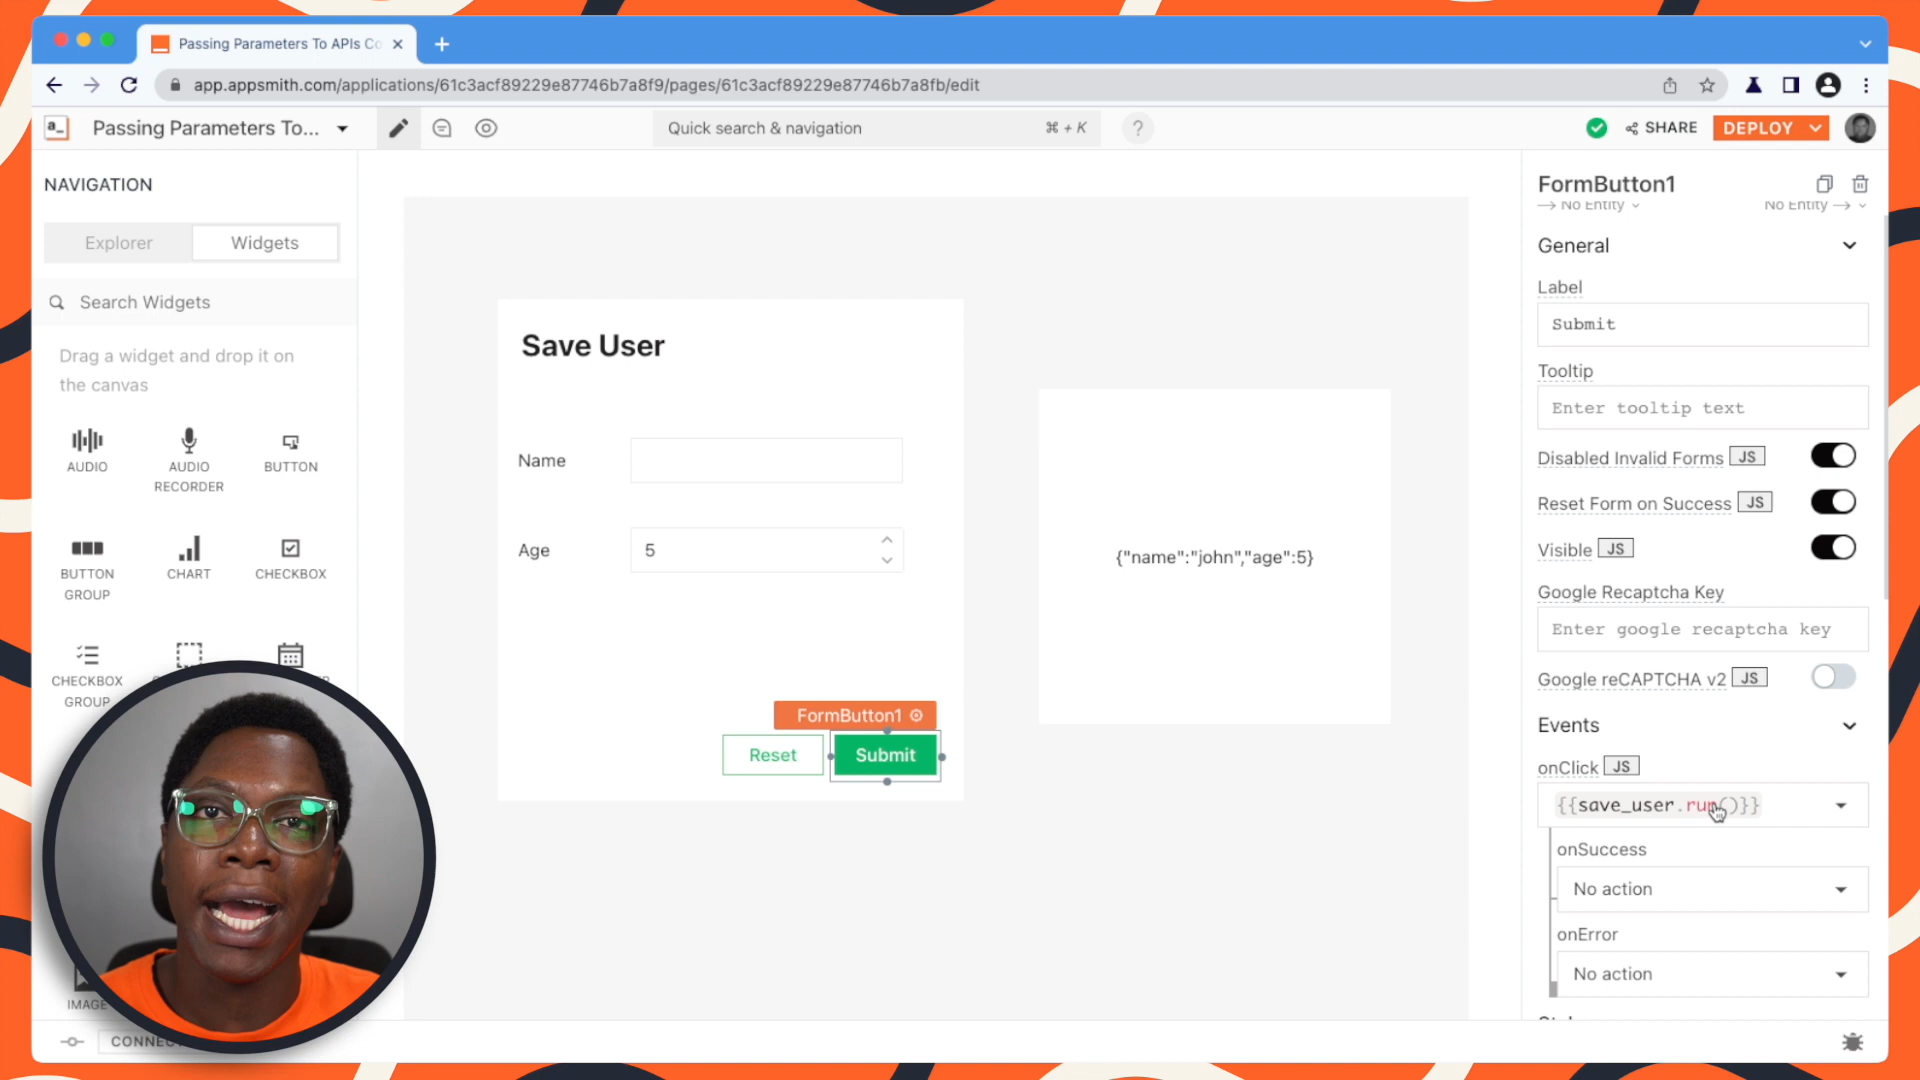 Passing Parameters To APIs Co
app.appsmith.com/applications/61c3acf89229e87746b7a8f9/pages/61c3acf89229e87746b7a8fb/edit
a_
Passing Parameters To...
Quick search & navigation
⌘ + K
?
SHARE
DEPLOY
NAVIGATION
Explorer
Widgets
Search Widgets
Drag a widget and drop it on
the canvas
AUDIO
AUDIO
RECORDER
BUTTON
BUTTON
GROUP
CHART
CHECKBOX
CHECKBOX
GROUP
IMAGE
Save User
Name
Age
5
FormButton1
Reset
Submit
{"name":"john","age":5}
FormButton1
No Entity
No Entity
General
Label
Submit
Tooltip
Enter tooltip text
Disabled Invalid Forms JS
Reset Form on Success JS
Visible JS
Google Recaptcha Key
Enter google recaptcha key
Google reCAPTCHA v2 JS
Events
onClick JS
{{save_user.run()}}
onSuccess
No action
onError
No action